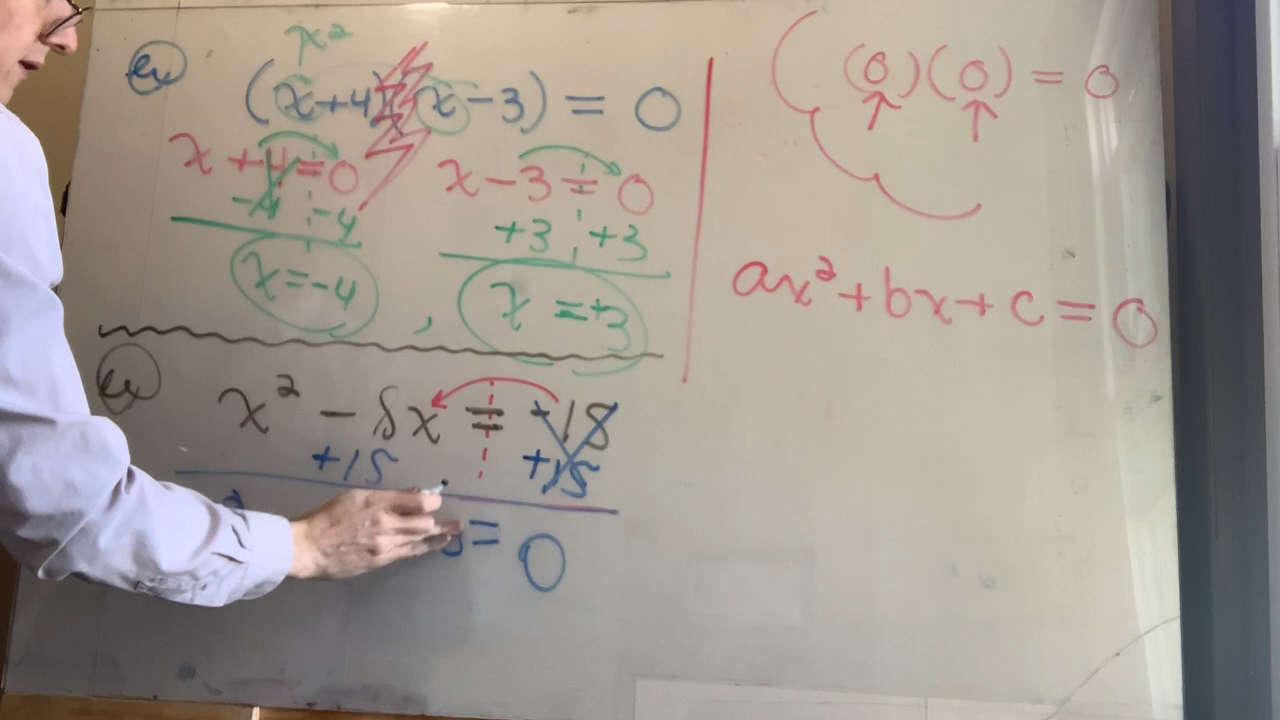 ex
x²
(x+4)(x-3) = 0
x+4=0
-4 -4
x=-4 ,
x-3=0
+3 +3
x=+3
(0)(0) = 0
ax²+bx+c=0
ex
x² - 8x = -15
+15 +15
= 0